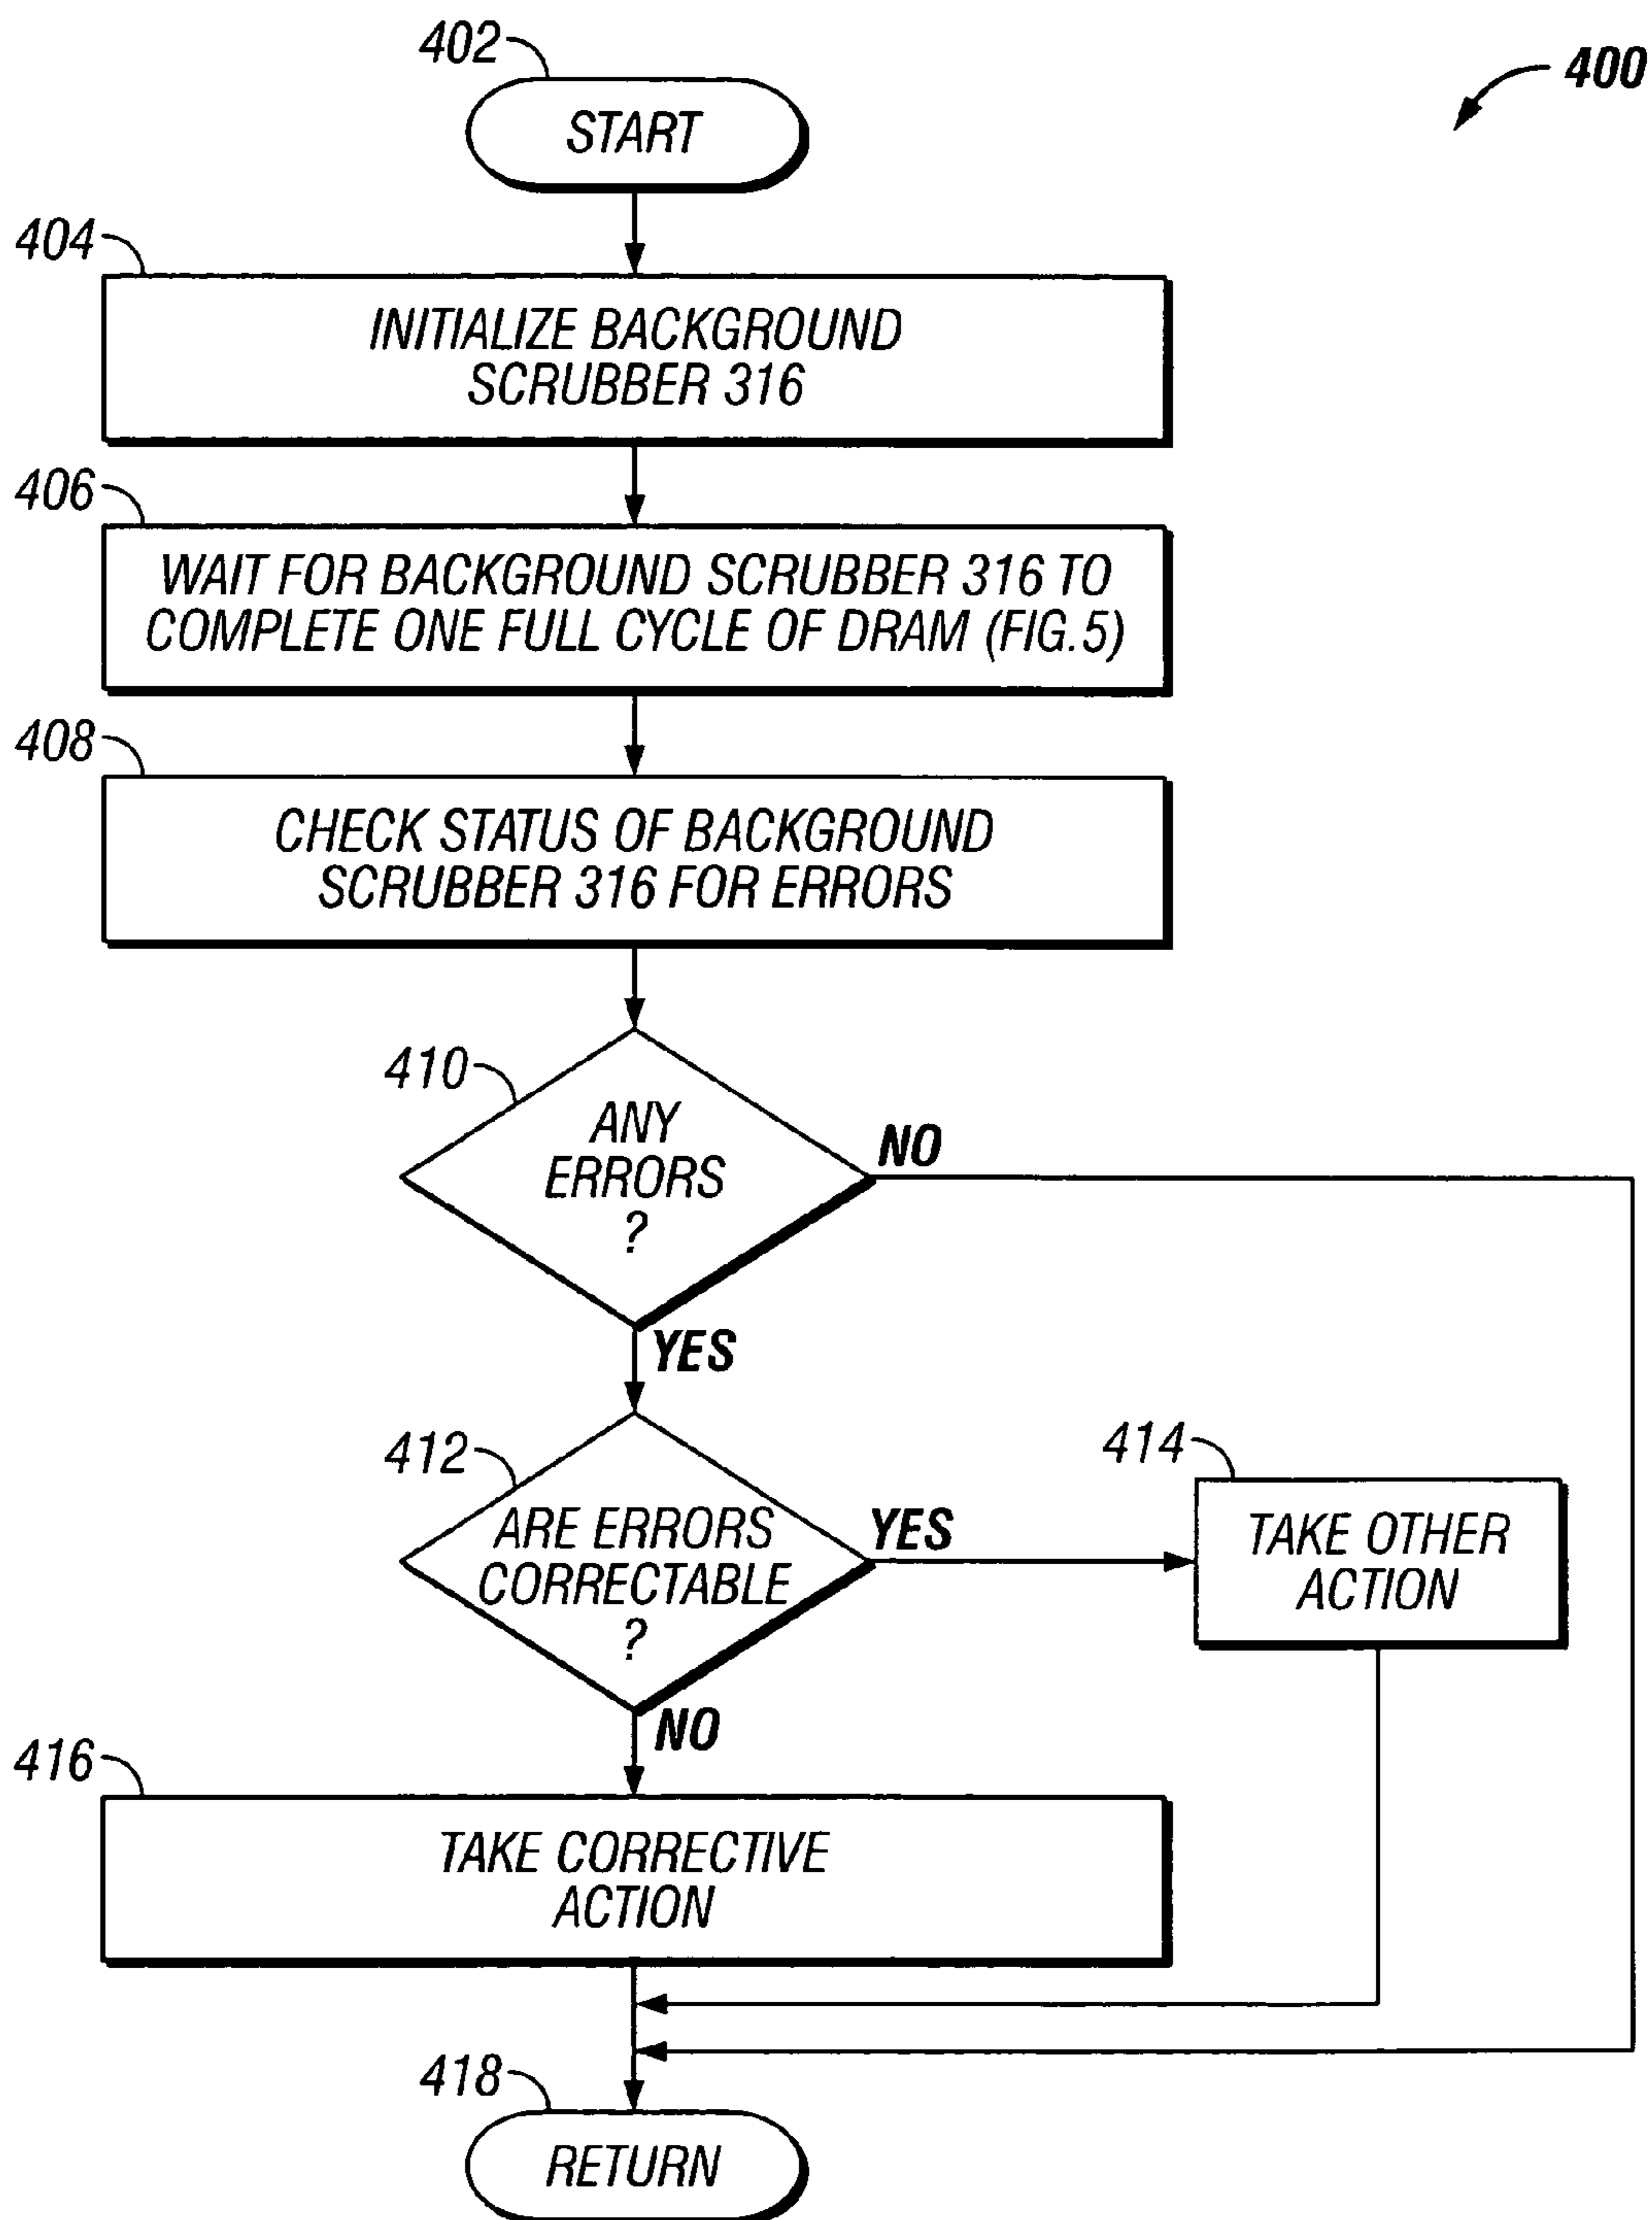 402
400
START
404
INITIALIZE BACKGROUND
SCRUBBER 316
406
WAIT FOR BACKGROUND SCRUBBER 316 TO
COMPLETE ONE FULL CYCLE OF DRAM (FIG.5)
408
CHECK STATUS OF BACKGROUND
SCRUBBER 316 FOR ERRORS
410
ANY
ERRORS
?
NO
YES
412
ARE ERRORS
CORRECTABLE
?
YES
414
TAKE OTHER
ACTION
NO
416
TAKE CORRECTIVE
ACTION
418
RETURN